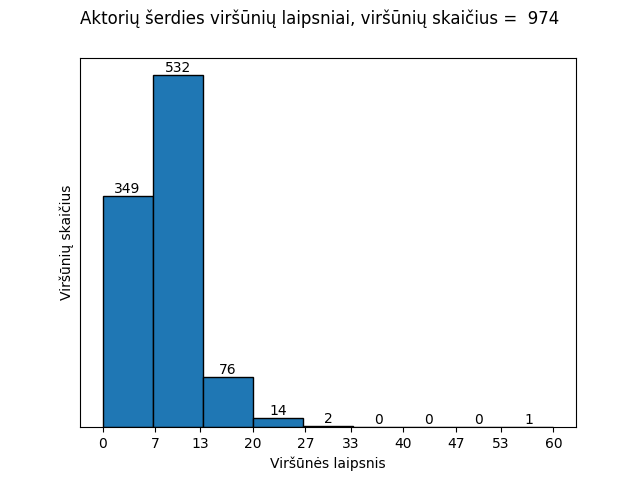 Aktorių šerdies viršūnių laipsniai, viršūnių skaičius =  974
532
349
76
14
2
0
0
0
1
Viršūnių skaičius
0 7 13 20 27 33 40 47 53 60
Viršūnės laipsnis